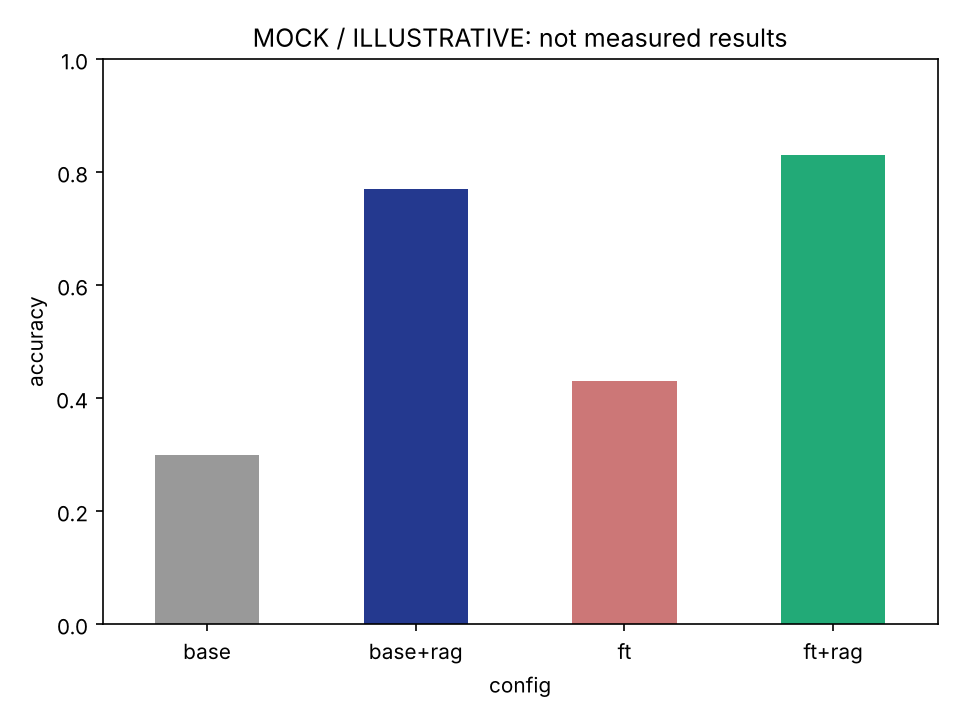 MOCK / ILLUSTRATIVE: not measured results
1.0
0.8
0.6
0.4
0.2
0.0
accuracy
base
base+rag
ft
ft+rag
config